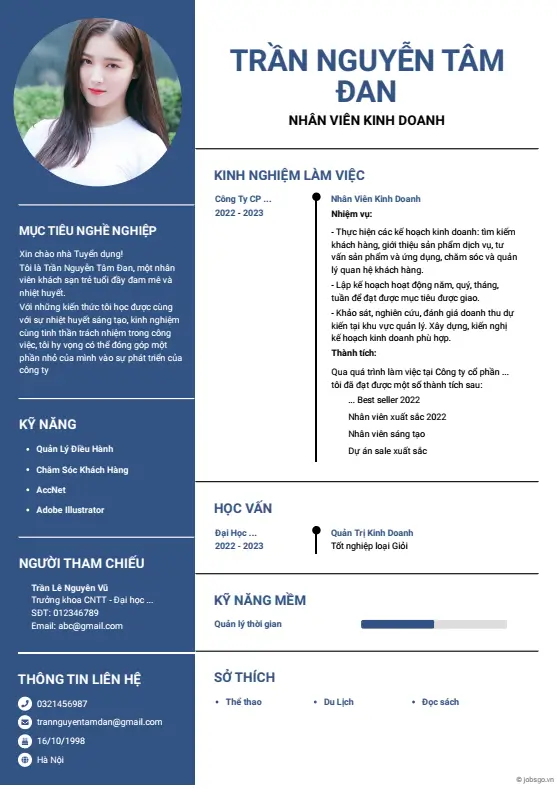 TRẦN NGUYỄN TÂM
ĐAN
NHÂN VIÊN KINH DOANH
MỤC TIÊU NGHỀ NGHIỆP
Xin chào nhà Tuyển dụng!
Tôi là Trần Nguyễn Tâm Đan, một nhân
viên khách sạn trẻ tuổi đầy đam mê và
nhiệt huyết.
Với những kiến thức tôi học được cùng
với sự nhiệt huyết sáng tạo, kinh nghiệm
cùng tinh thần trách nhiệm trong công
việc, tôi hy vọng có thể đóng góp một
phần nhỏ của mình vào sự phát triển của
công ty
KỸ NĂNG
• Quản Lý Điều Hành
• Chăm Sóc Khách Hàng
• AccNet
• Adobe Illustrator
NGƯỜI THAM CHIẾU
Trần Lê Nguyên Vũ
Trưởng khoa CNTT - Đại học ...
SĐT: 012346789
Email: abc@gmail.com
THÔNG TIN LIÊN HỆ
0321456987
trannguyentamdan@gmail.com
16/10/1998
Hà Nội
KINH NGHIỆM LÀM VIỆC
Công Ty CP ...
2022 - 2023
Nhân Viên Kinh Doanh
Nhiệm vụ:
- Thực hiện các kế hoạch kinh doanh: tìm kiếm
khách hàng, giới thiệu sản phẩm dịch vụ, tư
vấn sản phẩm và ứng dụng, chăm sóc và quản
lý quan hệ khách hàng.
- Lập kế hoạch hoạt động năm, quý, tháng,
tuần để đạt được mục tiêu được giao.
- Khảo sát, nghiên cứu, đánh giá doanh thu dự
kiến tại khu vực quản lý. Xây dựng, kiến nghị
kế hoạch kinh doanh phù hợp.
Thành tích:
Qua quá trình làm việc tại Công ty cổ phần ...
tôi đã đạt được một số thành tích sau:
... Best seller 2022
Nhân viên xuất sắc 2022
Nhân viên sáng tạo
Dự án sale xuất sắc
HỌC VẤN
Đại Học ...
2022 - 2023
Quản Trị Kinh Doanh
Tốt nghiệp loại Giỏi
KỸ NĂNG MỀM
Quản lý thời gian
SỞ THÍCH
• Thể thao • Du Lịch • Đọc sách
© jobsgo.vn